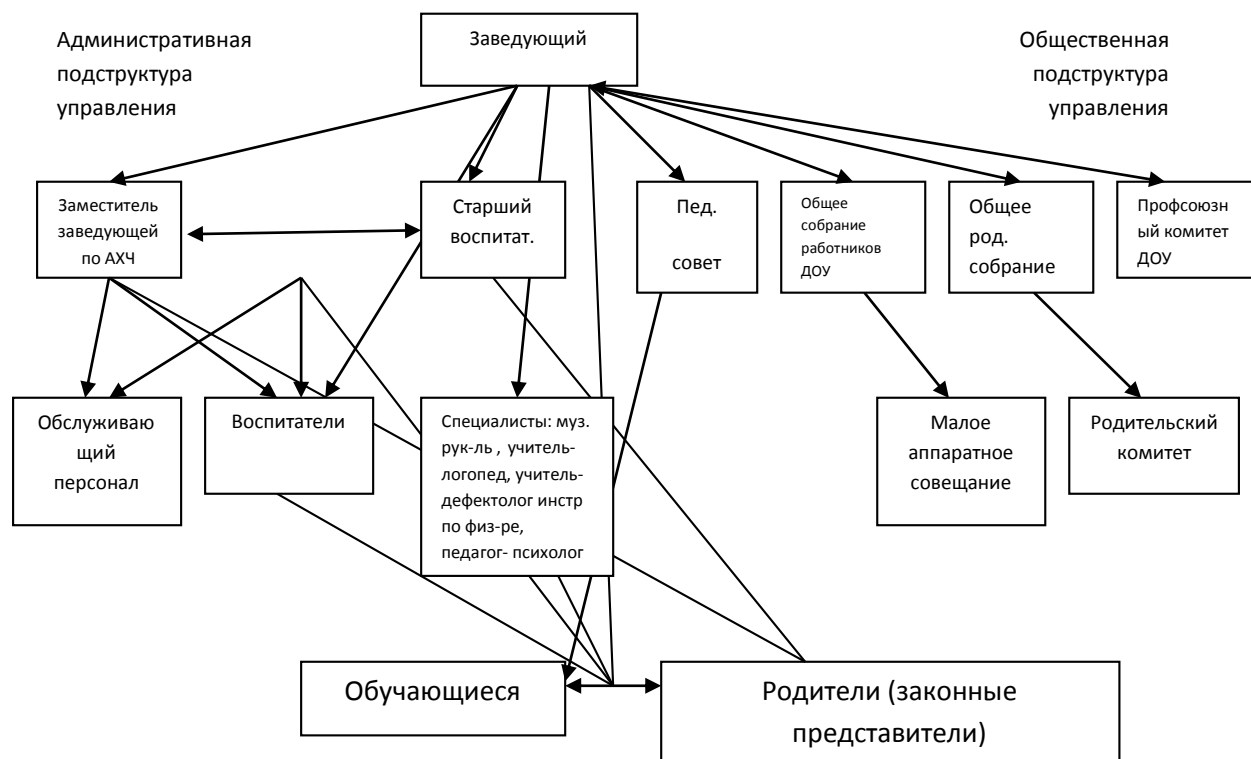 Административная
подструктура
управления
Заведующий
Общественная
подструктура
управления
Заместитель
заведующей
по АХЧ
Старший
воспитат.
Пед.
совет
Общее
собрание
работников
ДОУ
Общее
род.
собрание
Профсоюзн
ый комитет
ДОУ
Обслуживаю
щий
персонал
Воспитатели
Специалисты: муз.
рук-ль , учитель-
логопед, учитель-
дефектолог инстр
по физ-ре,
педагог- психолог
Малое
аппаратное
совещание
Родительский
комитет
Обучающиеся
Родители (законные
представители)